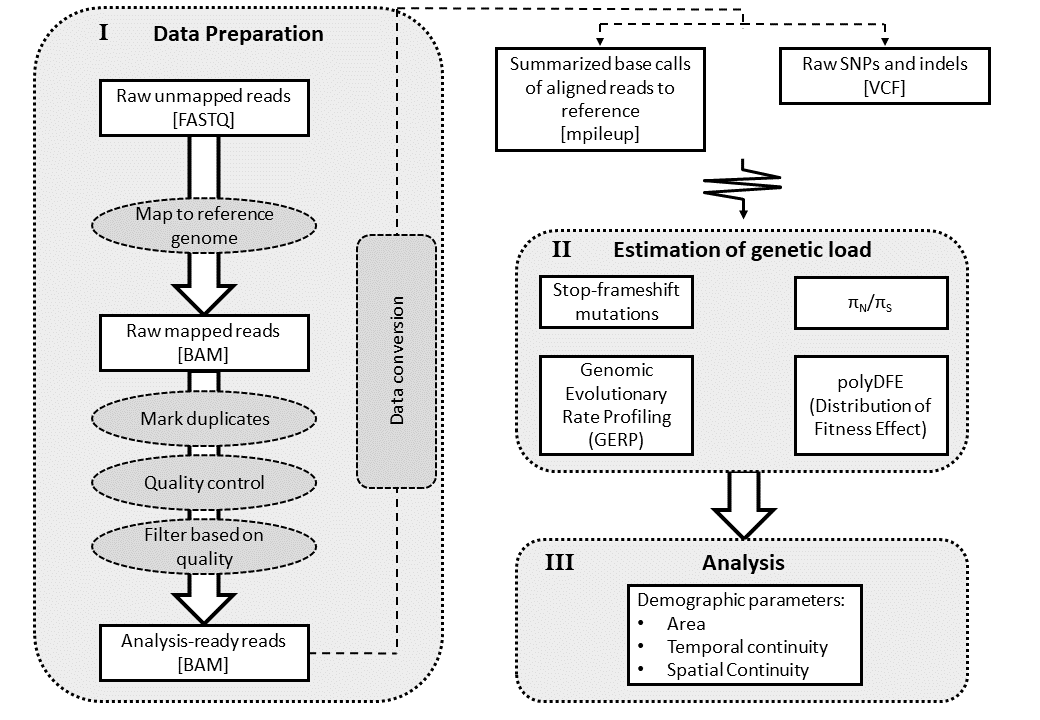 I Data Preparation
Raw unmapped reads
[FASTQ]
Map to reference
genome
Raw mapped reads
[BAM]
Mark duplicates
Quality control
Filter based on
quality
Analysis-ready reads
[BAM]
Data conversion
Summarized base calls
of aligned reads to
reference
[mpileup]
Raw SNPs and indels
[VCF]
II Estimation of genetic load
Stop-frameshift
mutations
πN/πS
Genomic
Evolutionary
Rate Profiling
(GERP)
polyDFE
(Distribution of
Fitness Effect)
III Analysis
Demographic parameters:
• Area
• Temporal continuity
• Spatial Continuity